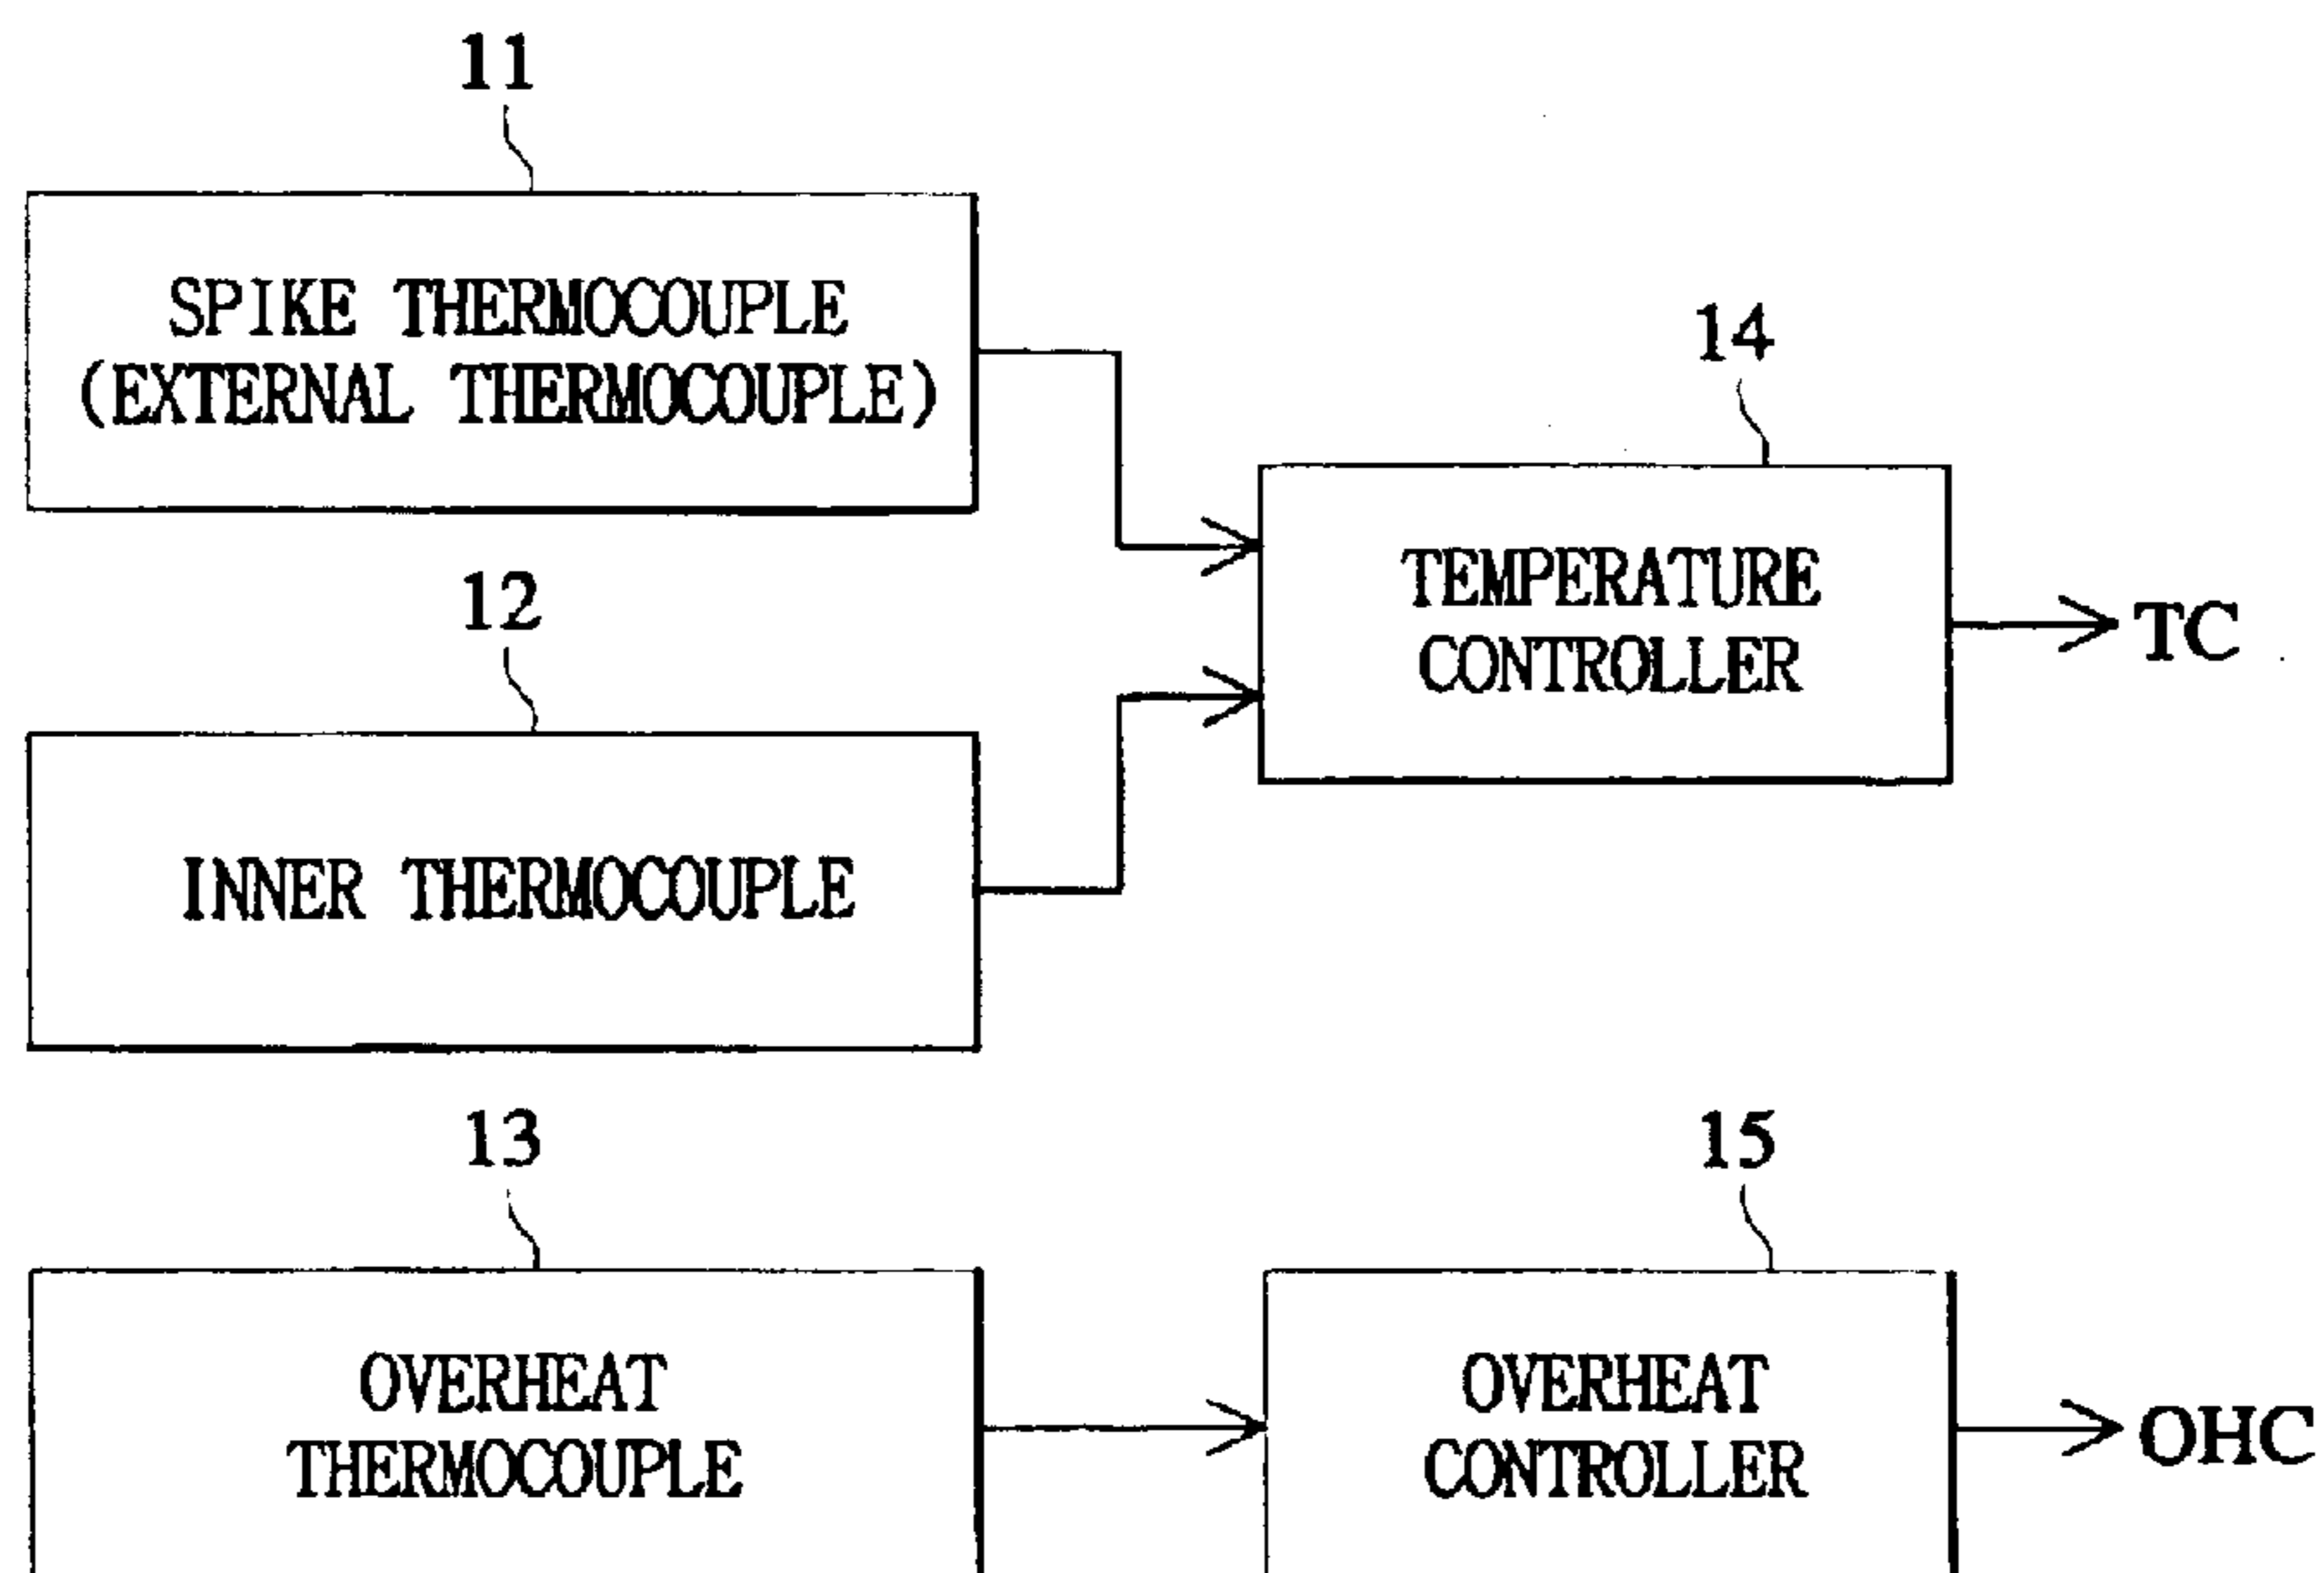 11
SPIKE THERMOCOUPLE
(EXTERNAL THERMOCOUPLE)
14
TEMPERATURE
CONTROLLER
TC
12
INNER THERMOCOUPLE
13
OVERHEAT
THERMOCOUPLE
15
OVERHEAT
CONTROLLER
OHC